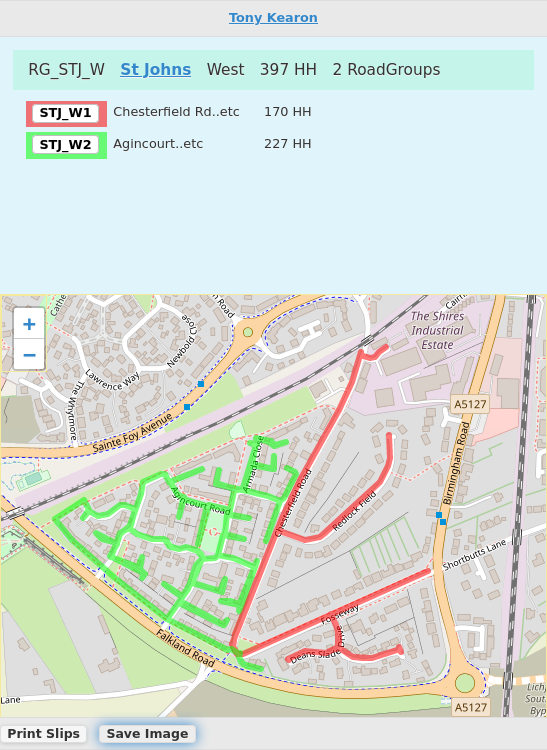 Tony Kearon
RG_STJ_W St Johns West 397 HH 2 RoadGroups
STJ_W1 Chesterfield Rd..etc 170 HH
STJ_W2 Agincourt..etc 227 HH
+
−
Close
Newbold
Lawrence Way
The Whytmore
Road
The Shires
Industrial
Estate
A5127
Sainte Foy Avenue
Birmingham Road
Armada Close
Agincourt Road
Chesterfield Road
Redlock Field
Shortbutts Lane
Fosseway
Drive
Deans Slade
Falkland Road
Lane
A5127
Print Slips Save Image